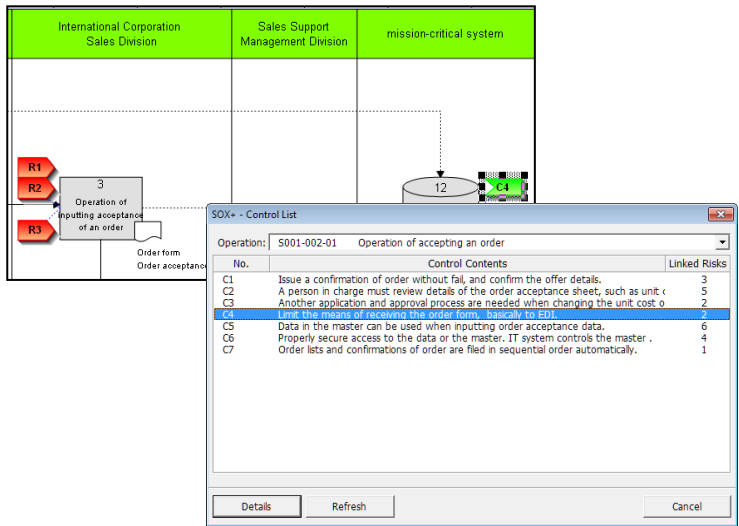 International Corporation
Sales Division
Sales Support
Management Division
mission-critical system
R1
R2
R3
3
Operation of
inputting acceptance
of an order
Order form
Order acceptance
12
C4
SOX+ - Control List
Operation: S001-002-01 Operation of accepting an order
No. Control Contents Linked Risks
C1 Issue a confirmation of order without fail, and confirm the offer details. 3
C2 A person in charge must review details of the order acceptance sheet, such as unit c 5
C3 Another application and approval process are needed when changing the unit cost o 2
C4 Limit the means of receiving the order form, basically to EDI. 2
C5 Data in the master can be used when inputting order acceptance data. 6
C6 Properly secure access to the data or the master. IT system controls the master . 4
C7 Order lists and confirmations of order are filed in sequential order automatically. 1
Details Refresh Cancel